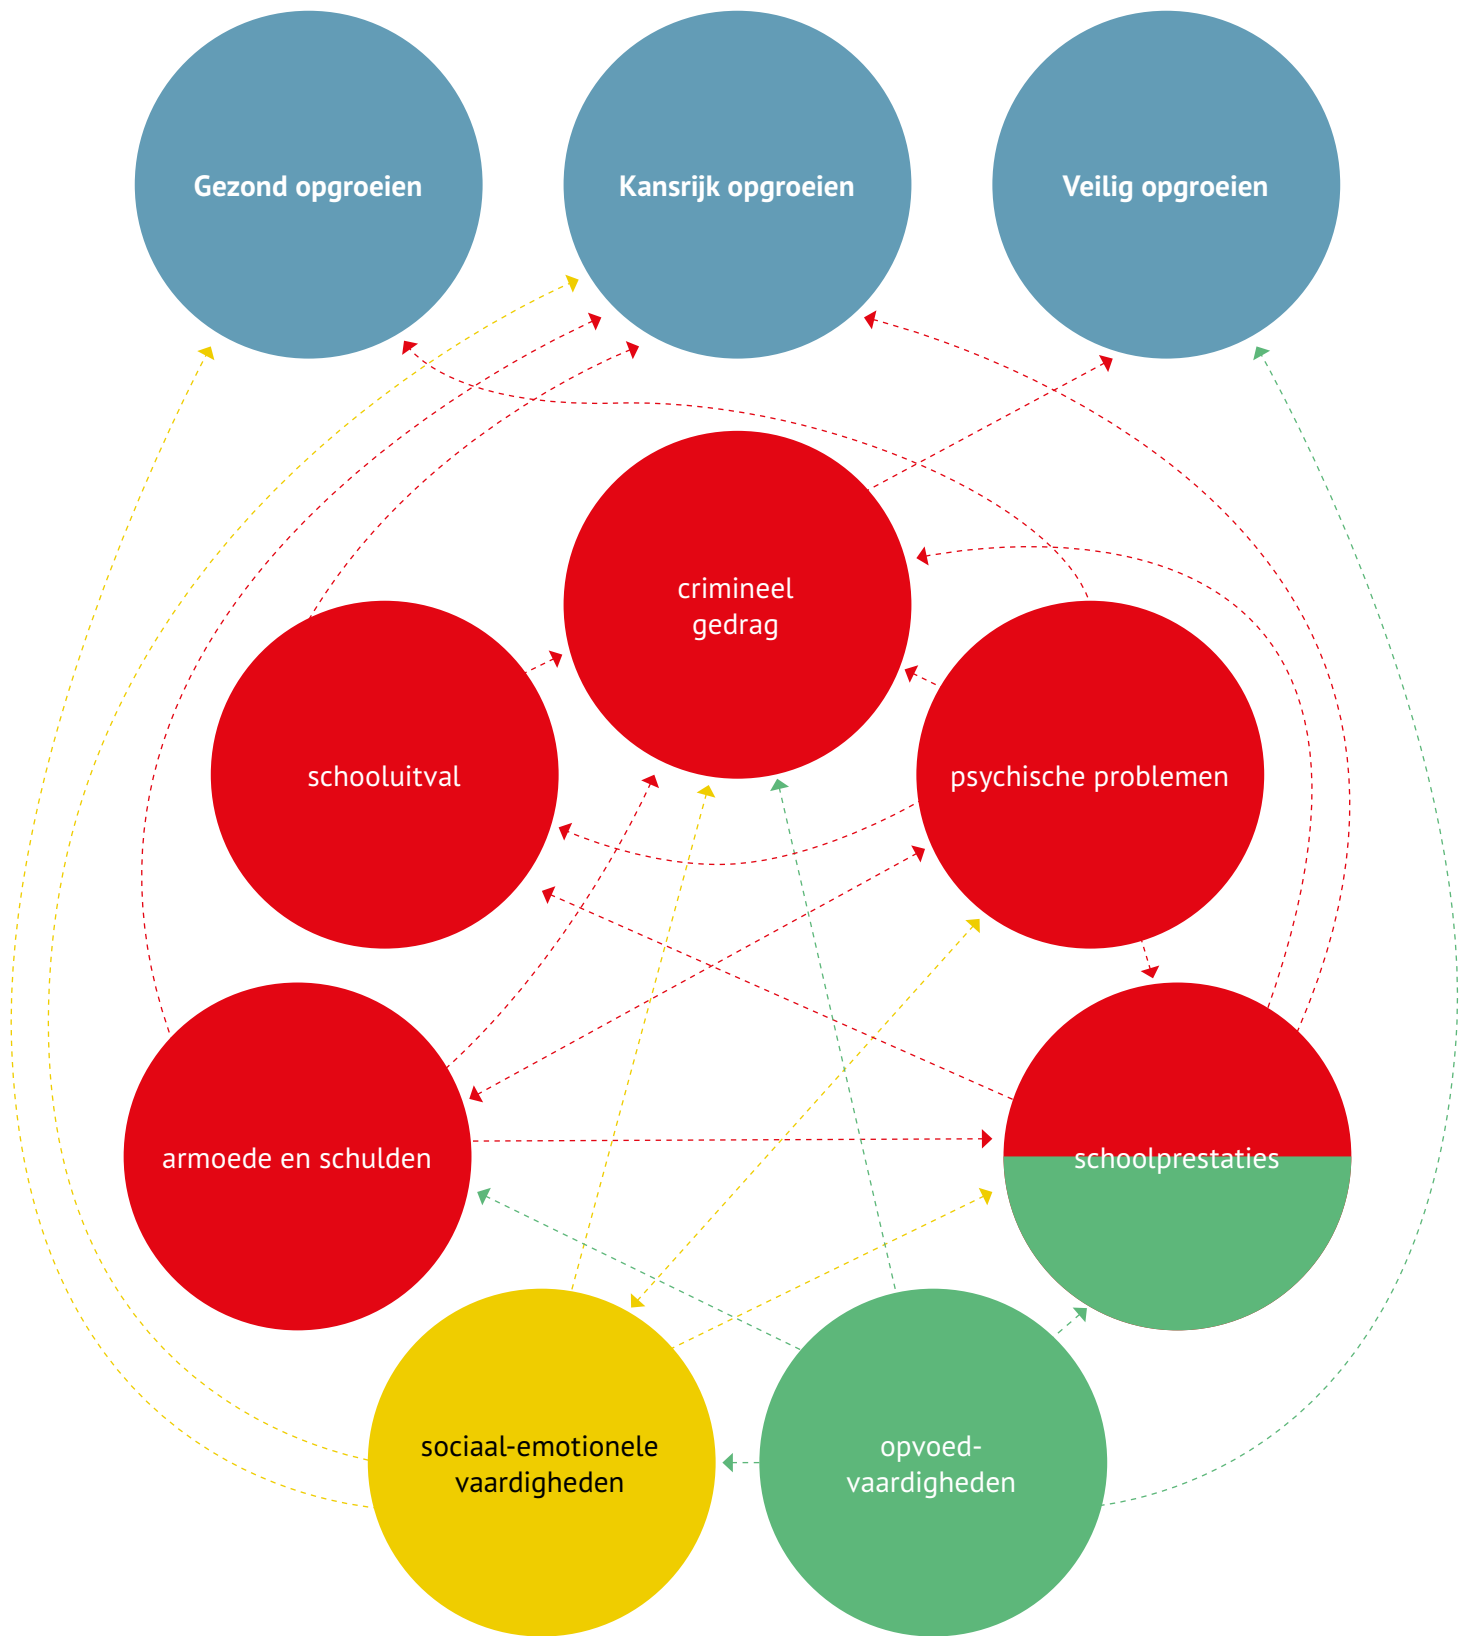 Gezond opgroeien
Kansrijk opgroeien
Veilig opgroeien
crimineel
gedrag
schooluitval
psychische problemen
armoede en schulden
schoolprestaties
sociaal-emotionele
vaardigheden
opvoed-
vaardigheden